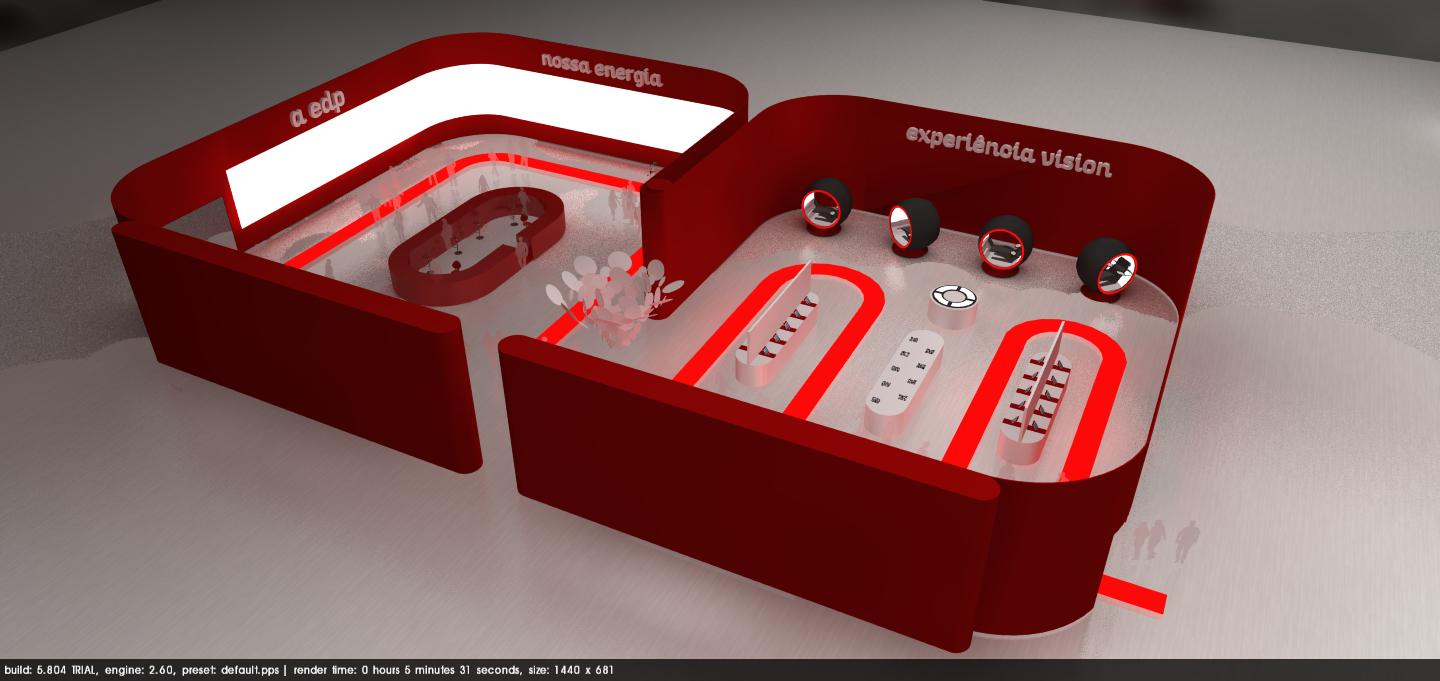 nossa energia
a edp
experiência vision
build: 5.804 TRIAL, engine: 2.60, preset: default.pps | render time: 0 hours 5 minutes 31 seconds, size: 1440 x 681